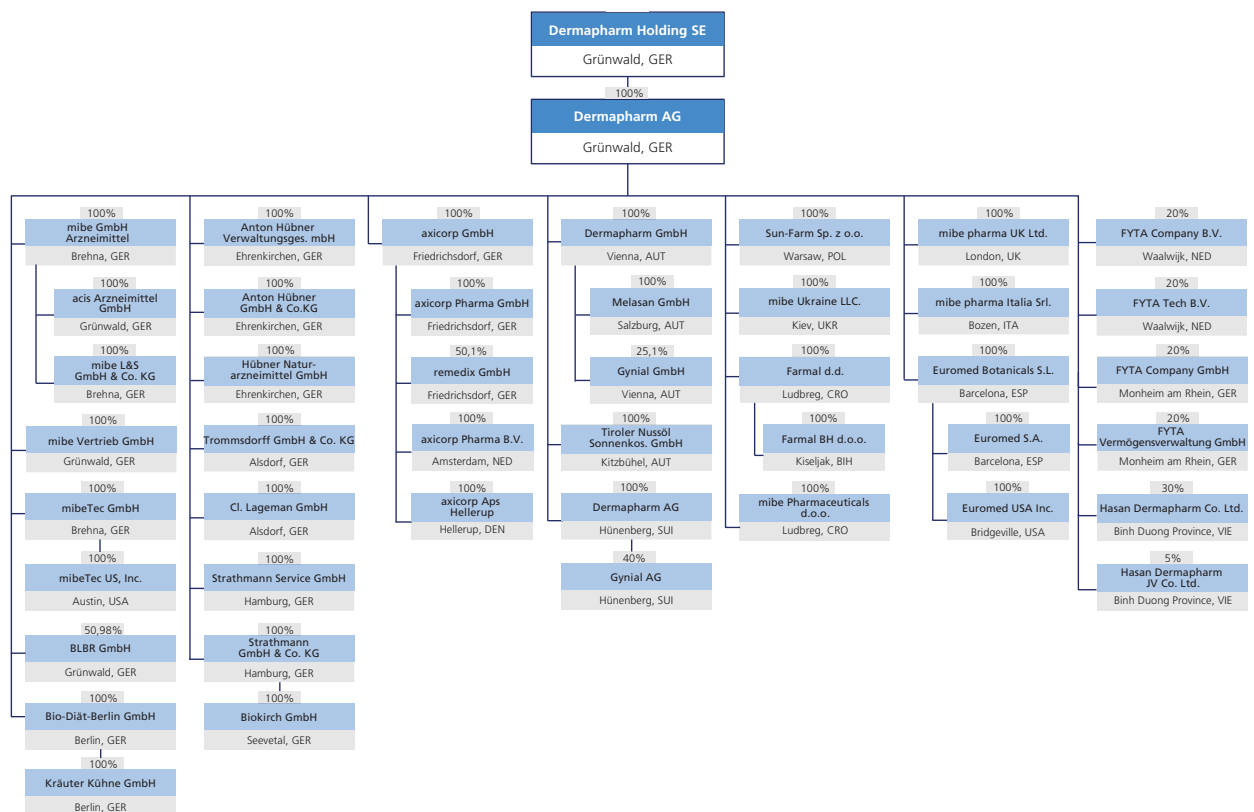 Dermapharm Holding SE
Grünwald, GER
100%
Dermapharm AG
Grünwald, GER
100%
mibe GmbH
Arzneimittel
Brehna, GER
100%
acis Arzneimittel
GmbH
Grünwald, GER
100%
mibe L&S
GmbH & Co. KG
Brehna, GER
100%
mibe Vertrieb GmbH
Grünwald, GER
100%
mibeTec GmbH
Brehna, GER
100%
mibeTec US, Inc.
Austin, USA
50,98%
BLBR GmbH
Grünwald, GER
100%
Bio-Diät-Berlin GmbH
Berlin, GER
100%
Kräuter Kühne GmbH
Berlin, GER
100%
Anton Hübner
Verwaltungsges. mbH
Ehrenkirchen, GER
100%
Anton Hübner
GmbH & Co.KG
Ehrenkirchen, GER
100%
Hübner Natur-
arzneimittel GmbH
Ehrenkirchen, GER
100%
Trommsdorff GmbH & Co. KG
Alsdorf, GER
100%
Cl. Lageman GmbH
Alsdorf, GER
100%
Strathmann Service GmbH
Hamburg, GER
100%
Strathmann
GmbH & Co. KG
Hamburg, GER
100%
Biokirch GmbH
Seevetal, GER
100%
axicorp GmbH
Friedrichsdorf, GER
100%
axicorp Pharma GmbH
Friedrichsdorf, GER
50,1%
remedix GmbH
Friedrichsdorf, GER
100%
axicorp Pharma B.V.
Amsterdam, NED
100%
axicorp Aps
Hellerup
Hellerup, DEN
100%
Dermapharm GmbH
Vienna, AUT
100%
Melasan GmbH
Salzburg, AUT
25,1%
Gynial GmbH
Vienna, AUT
100%
Tiroler Nussöl
Sonnenkos. GmbH
Kitzbühel, AUT
100%
Dermapharm AG
Hünenberg, SUI
40%
Gynial AG
Hünenberg, SUI
100%
Sun-Farm Sp. z o.o.
Warsaw, POL
100%
mibe Ukraine LLC.
Kiev, UKR
100%
Farmal d.d.
Ludbreg, CRO
100%
Farmal BH d.o.o.
Kiseljak, BIH
100%
mibe Pharmaceuticals
d.o.o.
Ludbreg, CRO
100%
mibe pharma UK Ltd.
London, UK
100%
mibe pharma Italia Srl.
Bozen, ITA
100%
Euromed Botanicals S.L.
Barcelona, ESP
100%
Euromed S.A.
Barcelona, ESP
100%
Euromed USA Inc.
Bridgeville, USA
20%
FYTA Company B.V.
Waalwijk, NED
20%
FYTA Tech B.V.
Waalwijk, NED
20%
FYTA Company GmbH
Monheim am Rhein, GER
20%
FYTA
Vermögensverwaltung GmbH
Monheim am Rhein, GER
30%
Hasan Dermapharm Co. Ltd.
Binh Duong Province, VIE
5%
Hasan Dermapharm
JV Co. Ltd.
Binh Duong Province, VIE